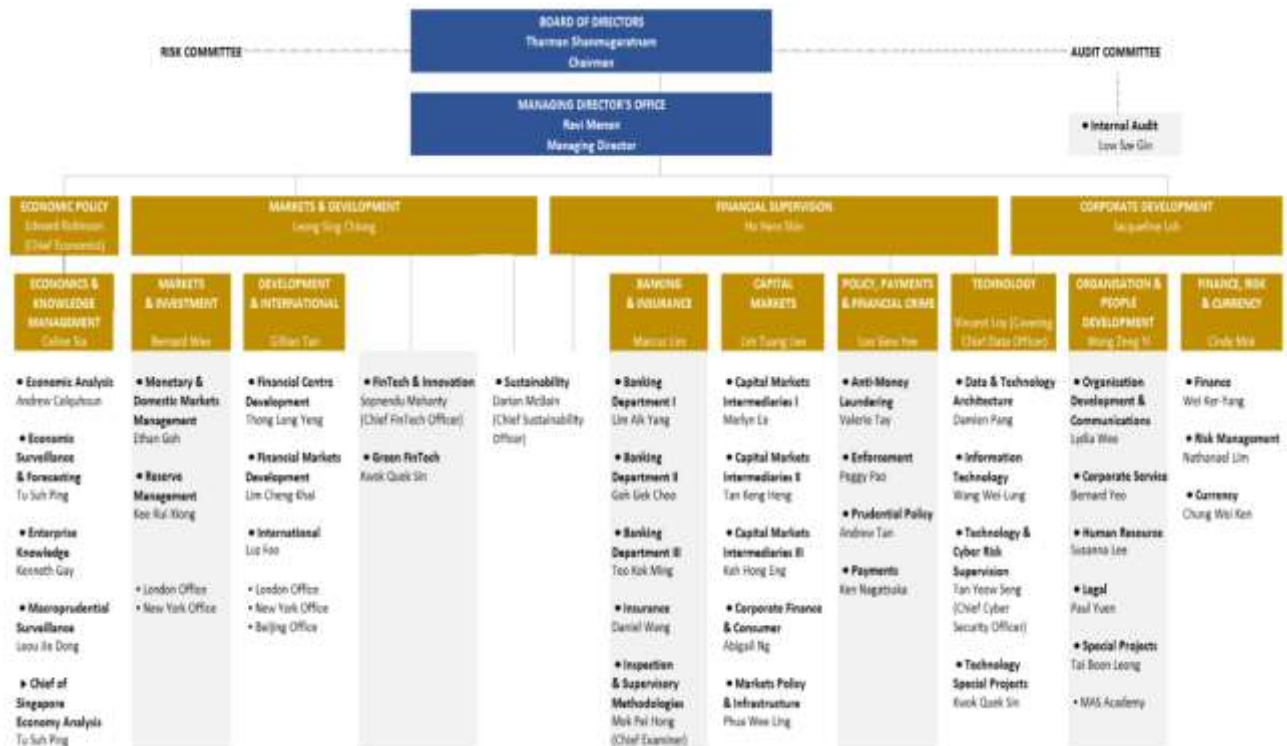 BOARD OF DIRECTORS
Tharman Shanmugaratnam
Chairman
RISK COMMITTEE
AUDIT COMMITTEE
MANAGING DIRECTOR'S OFFICE
Ravi Menon
Managing Director
• Internal Audit
Low Sze Gin
ECONOMIC POLICY
Edward Robinson
(Chief Economist)
MARKETS & DEVELOPMENT
Leong Sing Chiong
FINANCIAL SUPERVISION
Ho Hern Shin
CORPORATE DEVELOPMENT
Jacqueline Loh
ECONOMICS &
KNOWLEDGE
MANAGEMENT
Celine Sia
MARKETS
& INVESTMENT
Bernard Wee
DEVELOPMENT
& INTERNATIONAL
Gillian Tan
BANKING
& INSURANCE
Marcus Lim
CAPITAL
MARKETS
Lim Tuang Lee
POLICY, PAYMENTS
& FINANCIAL CRIME
Loo Siew Yee
TECHNOLOGY
Vincent Loy (Covering
Chief Data Officer)
ORGANISATION &
PEOPLE
DEVELOPMENT
Wong Zeng Yi
FINANCE, RISK
& CURRENCY
Cindy Mok
• Economic Analysis
Andrew Colquhoun
• Economic
Surveillance
& Forecasting
Tu Suh Ping
• Enterprise
Knowledge
Kenneth Gay
• Macroprudential
Surveillance
Leou Jie Dong
Chief of
Singapore
Economy Analysis
Tu Suh Ping
• Monetary &
Domestic Markets
Management
Ethan Goh
• Reserve
Management
Kee Rui Xiong
• London Office
• New York Office
• Financial Centre
Development
Thong Leng Yeng
• Financial Markets
Development
Lim Cheng Khai
• International
Luz Foo
• London Office
• New York Office
• Beijing Office
• FinTech & Innovation
Sopnendu Mohanty
(Chief FinTech Officer)
• Green FinTech
Kwok Quek Sin
• Sustainability
Darian McBain
(Chief Sustainability
Officer)
• Banking
Department I
Lim Aik Yang
• Banking
Department II
Goh Gek Choo
• Banking
Department III
Teo Kok Ming
• Insurance
Daniel Wang
• Inspection
& Supervisory
Methodologies
Mok Pei Hong
(Chief Examiner)
• Capital Markets
Intermediaries I
Merlyn Ee
• Capital Markets
Intermediaries II
Tan Keng Heng
• Capital Markets
Intermediaries III
Koh Hong Eng
• Corporate Finance
& Consumer
Abigail Ng
• Markets Policy
& Infrastructure
Phua Wee Ling
• Anti-Money
Laundering
Valerie Tay
• Enforcement
Peggy Pao
• Prudential Policy
Andrew Tan
• Payments
Ken Nagatsuka
• Data & Technology
Architecture
Damien Pang
• Information
Technology
Wang Wei-Lung
• Technology &
Cyber Risk
Supervision
Tan Yeow Seng
(Chief Cyber
Security Officer)
• Technology
Special Projects
Kwok Quek Sin
• Organisation
Development &
Communications
Lydia Wee
• Corporate Service
Bernard Yeo
• Human Resource
Susanna Lee
• Legal
Paul Yuen
• Special Projects
Tai Boon Leong
• MAS Academy
• Finance
Wei Ker-Yang
• Risk Management
Nathanael Lim
• Currency
Chung Wei Ken